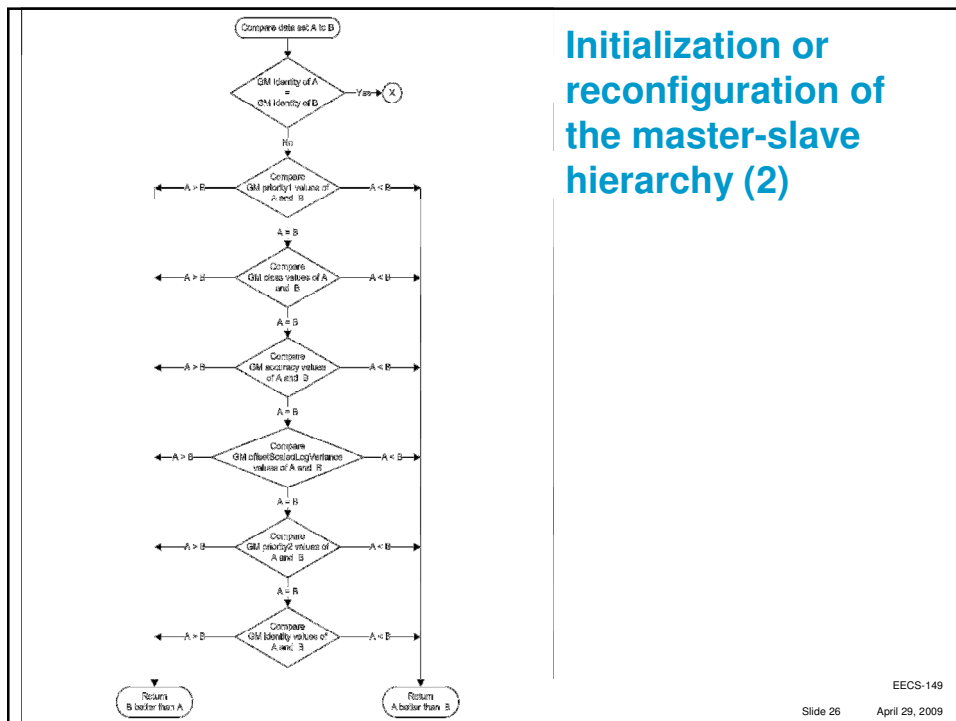 Compare data set A to B
Initialization or
reconfiguration of
the master-slave
hierarchy (2)
GM Identity of A
=
GM Identity of B
Yes
X
No
A > B
Compare
GM priority1 values of
A and B
A < B
A = B
A > B
Compare
GM class values of A
and B
A < B
A = B
A > B
Compare
GM accuracy values
of A and B
A < B
A = B
A > B
Compare
GM offsetScaledLogVariance
values of A and B
A < B
A = B
A > B
Compare
GM priority2 values of
A and B
A < B
A = B
A > B
Compare
GM identity values of
A and B
A < B
Return
B better than A
Return
A better than B
EECS-149
Slide 26 April 29, 2009